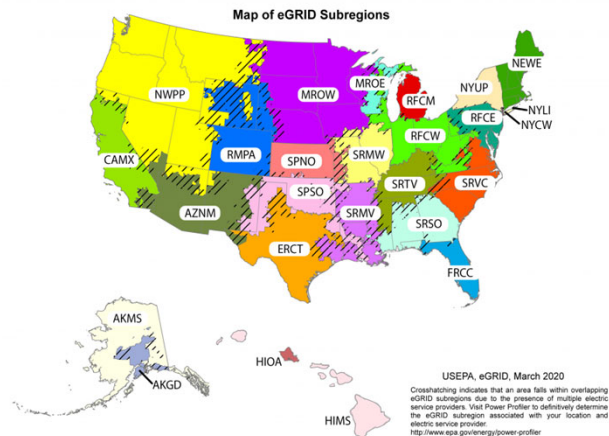 Map of eGRID Subregions
NWPP
MROW
MROE
RFCM
NYUP
NEWE
NYLI
NYCW
RFCE
RFCW
CAMX
RMPA
SPNO
SRMW
SRVC
SRTV
SPSO
AZNM
SRMV
SRSO
ERCT
FRCC
AKMS
AKGD
HIOA
HIMS
USEPA, eGRID, March 2020
Crosshatching indicates that an area falls within overlapping
eGRID subregions due to the presence of multiple electric
service providers. Visit Power Profiler to definitively determine
the eGRID subregion associated with your location and
electric service provider.
http://www.epa.gov/energy/power-profiler